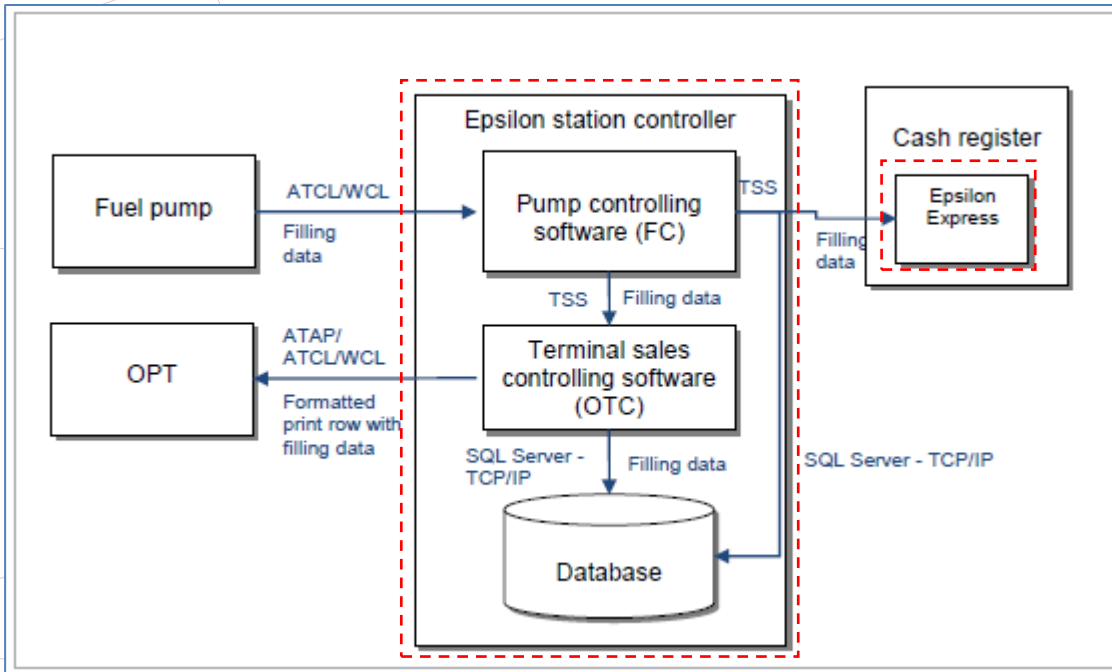 Epsilon station controller
Cash register
Fuel pump
ATCL/WCL
Filling
data
Pump controlling
software (FC)
TSS
Filling
data
Epsilon
Express
TSS
Filling data
OPT
ATAP/
ATCL/WCL
Formatted
print row with
filling data
Terminal sales
controlling software
(OTC)
SQL Server -
TCP/IP
Filling data
SQL Server - TCP/IP
Database